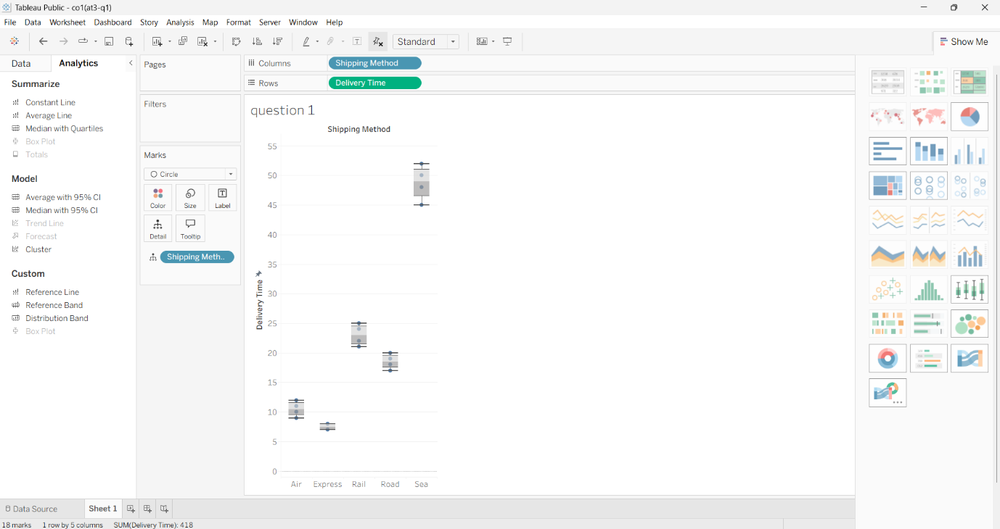 Tableau Public - co1(at3-q1)
File Data Worksheet Dashboard Story Analysis Map Format Server Window Help
Standard
Show Me
Data Analytics
Summarize
Constant Line
Average Line
Median with Quartiles
Box Plot
Totals
Model
Average with 95% CI
Median with 95% CI
Trend Line
Forecast
Cluster
Custom
Reference Line
Reference Band
Distribution Band
Box Plot
Pages
Filters
Marks
Circle
Color Size Label
Detail Tooltip
Shipping Meth..
Columns Shipping Method
Rows Delivery Time
question 1
Shipping Method
Delivery Time
55
50
45
40
35
30
25
20
15
10
5
0
Air Express Rail Road Sea
Data Source Sheet 1
18 marks 1 row by 5 columns SUM(Delivery Time): 418